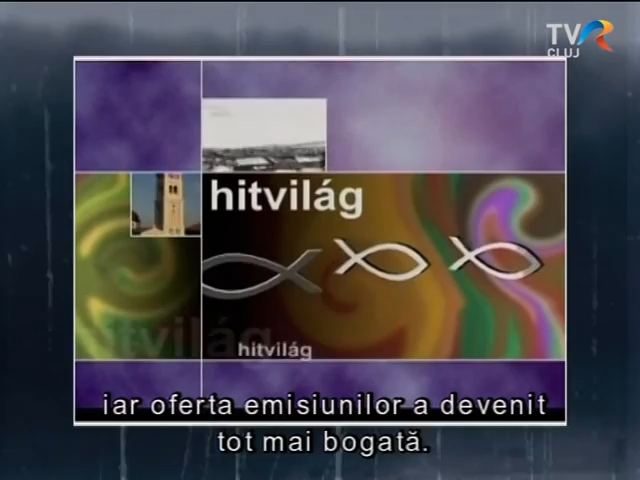 TVR
CLUJ
hitvilág
hitvilág
hitvilág
iar oferta emisiunilor a devenit
tot mai bogată.